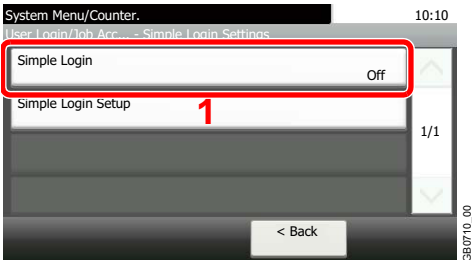 System Menu/Counter.
10:10
User Login/Job Acc... - Simple Login Settings
Simple Login
Off
Simple Login Setup
1
1/1
< Back
GB0710_00